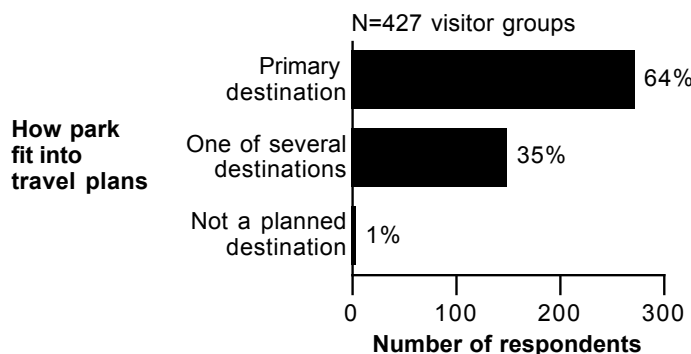 N=427 visitor groups
Primary
destination
64%
How park
fit into
travel plans
One of several
destinations
35%
Not a planned
destination
1%
0
100
200
300
Number of respondents